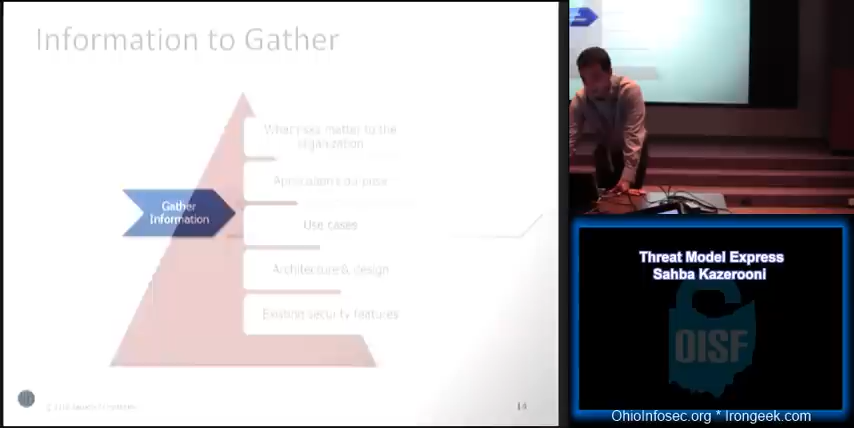 Information to Gather
What risks matter to the
organization
Application's purpose
Gather
Information
Use cases
Architecture & design
Existing security features
14
Threat Model Express
Sahba Kazerooni
OISF
OhioInfosec.org * Irongeek.com